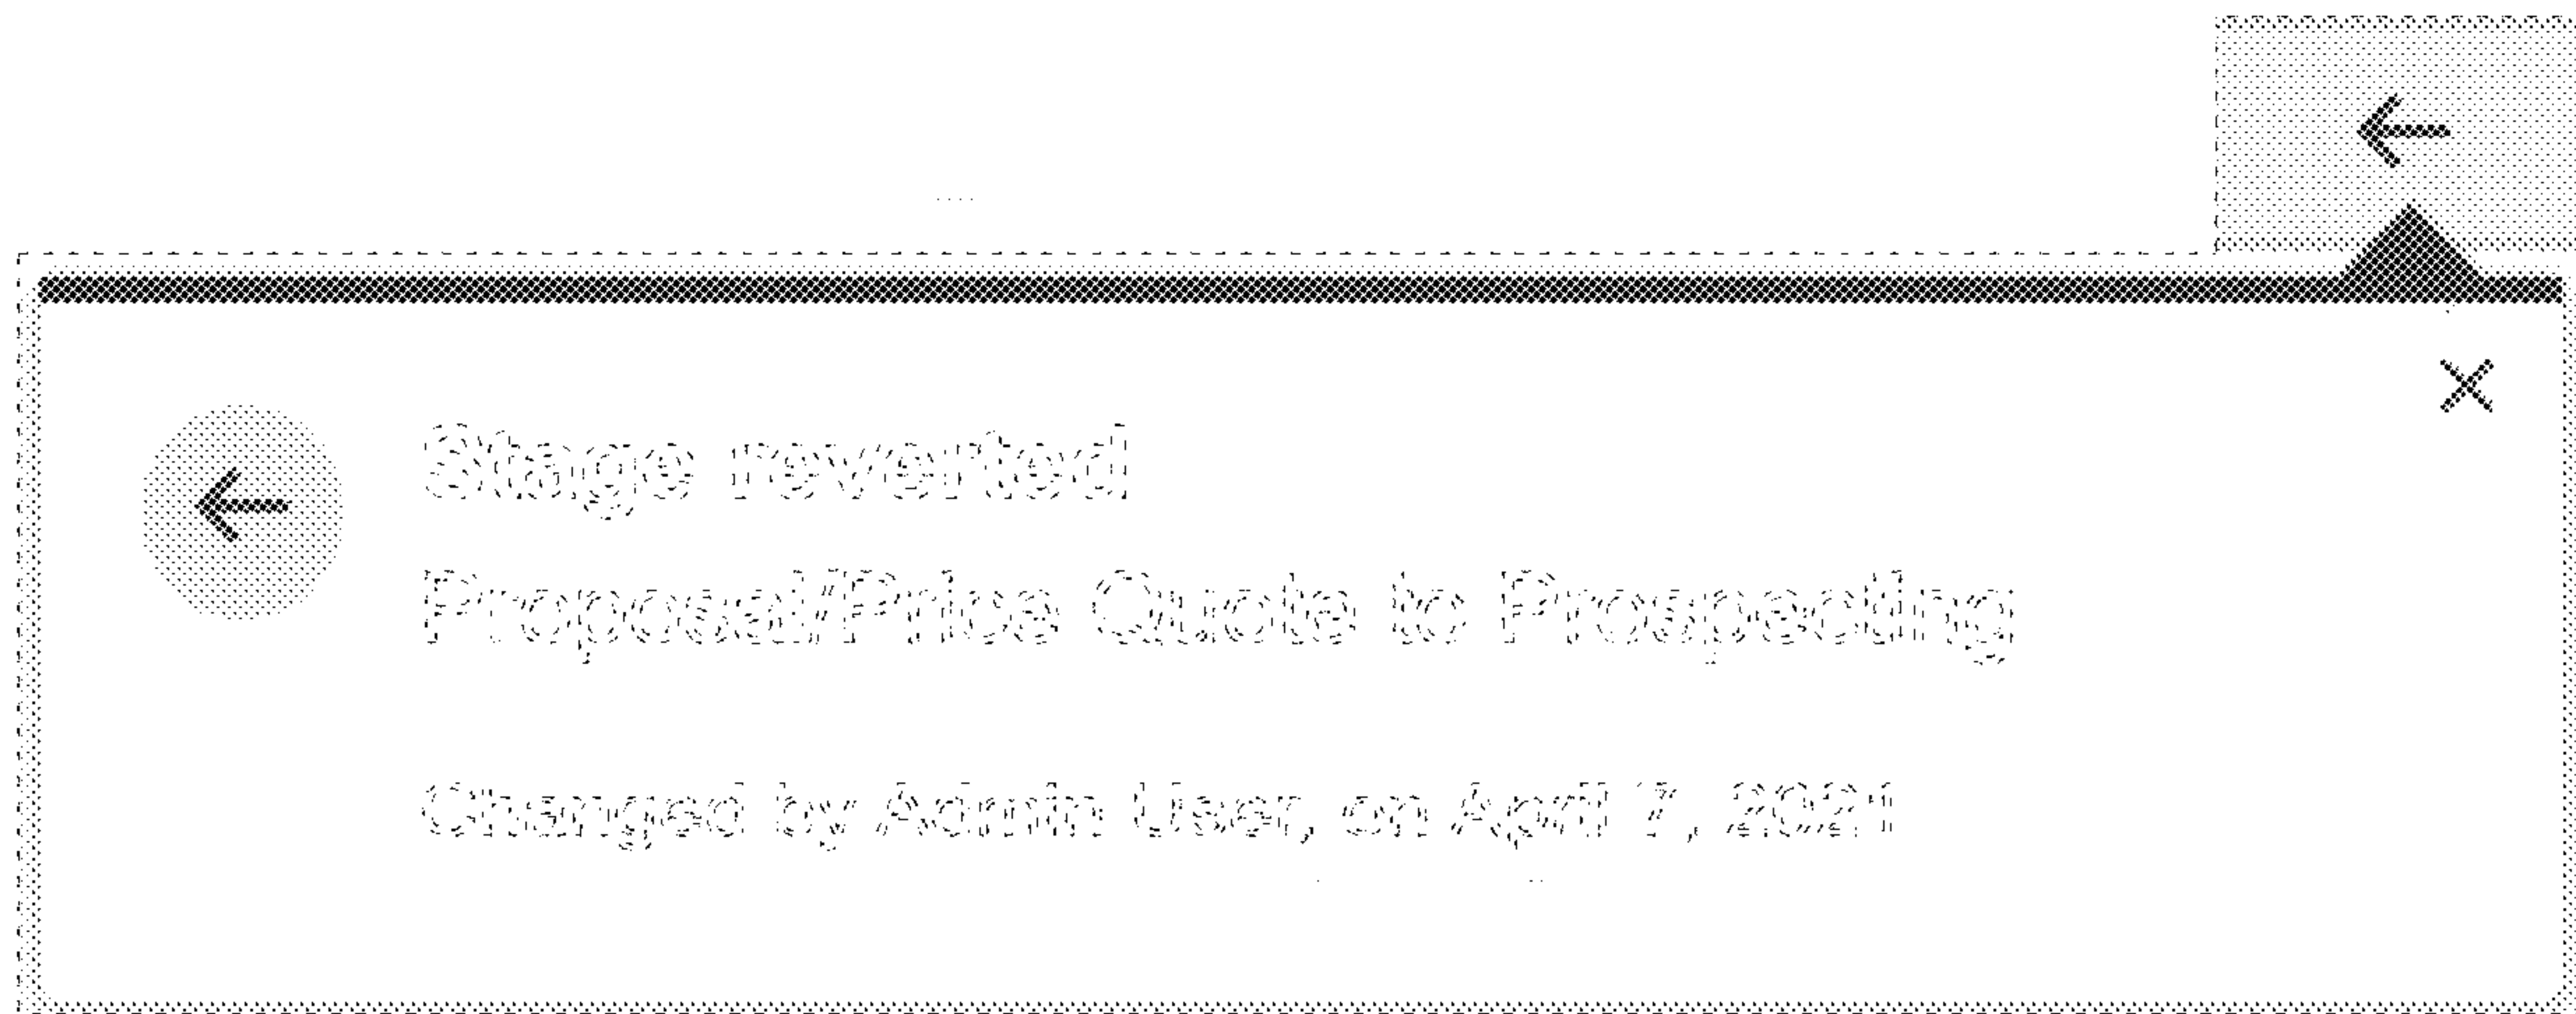 Stage reverted
Proposal/Price Quote to Prospecting
Changed by Admin User, on April 7, 2021